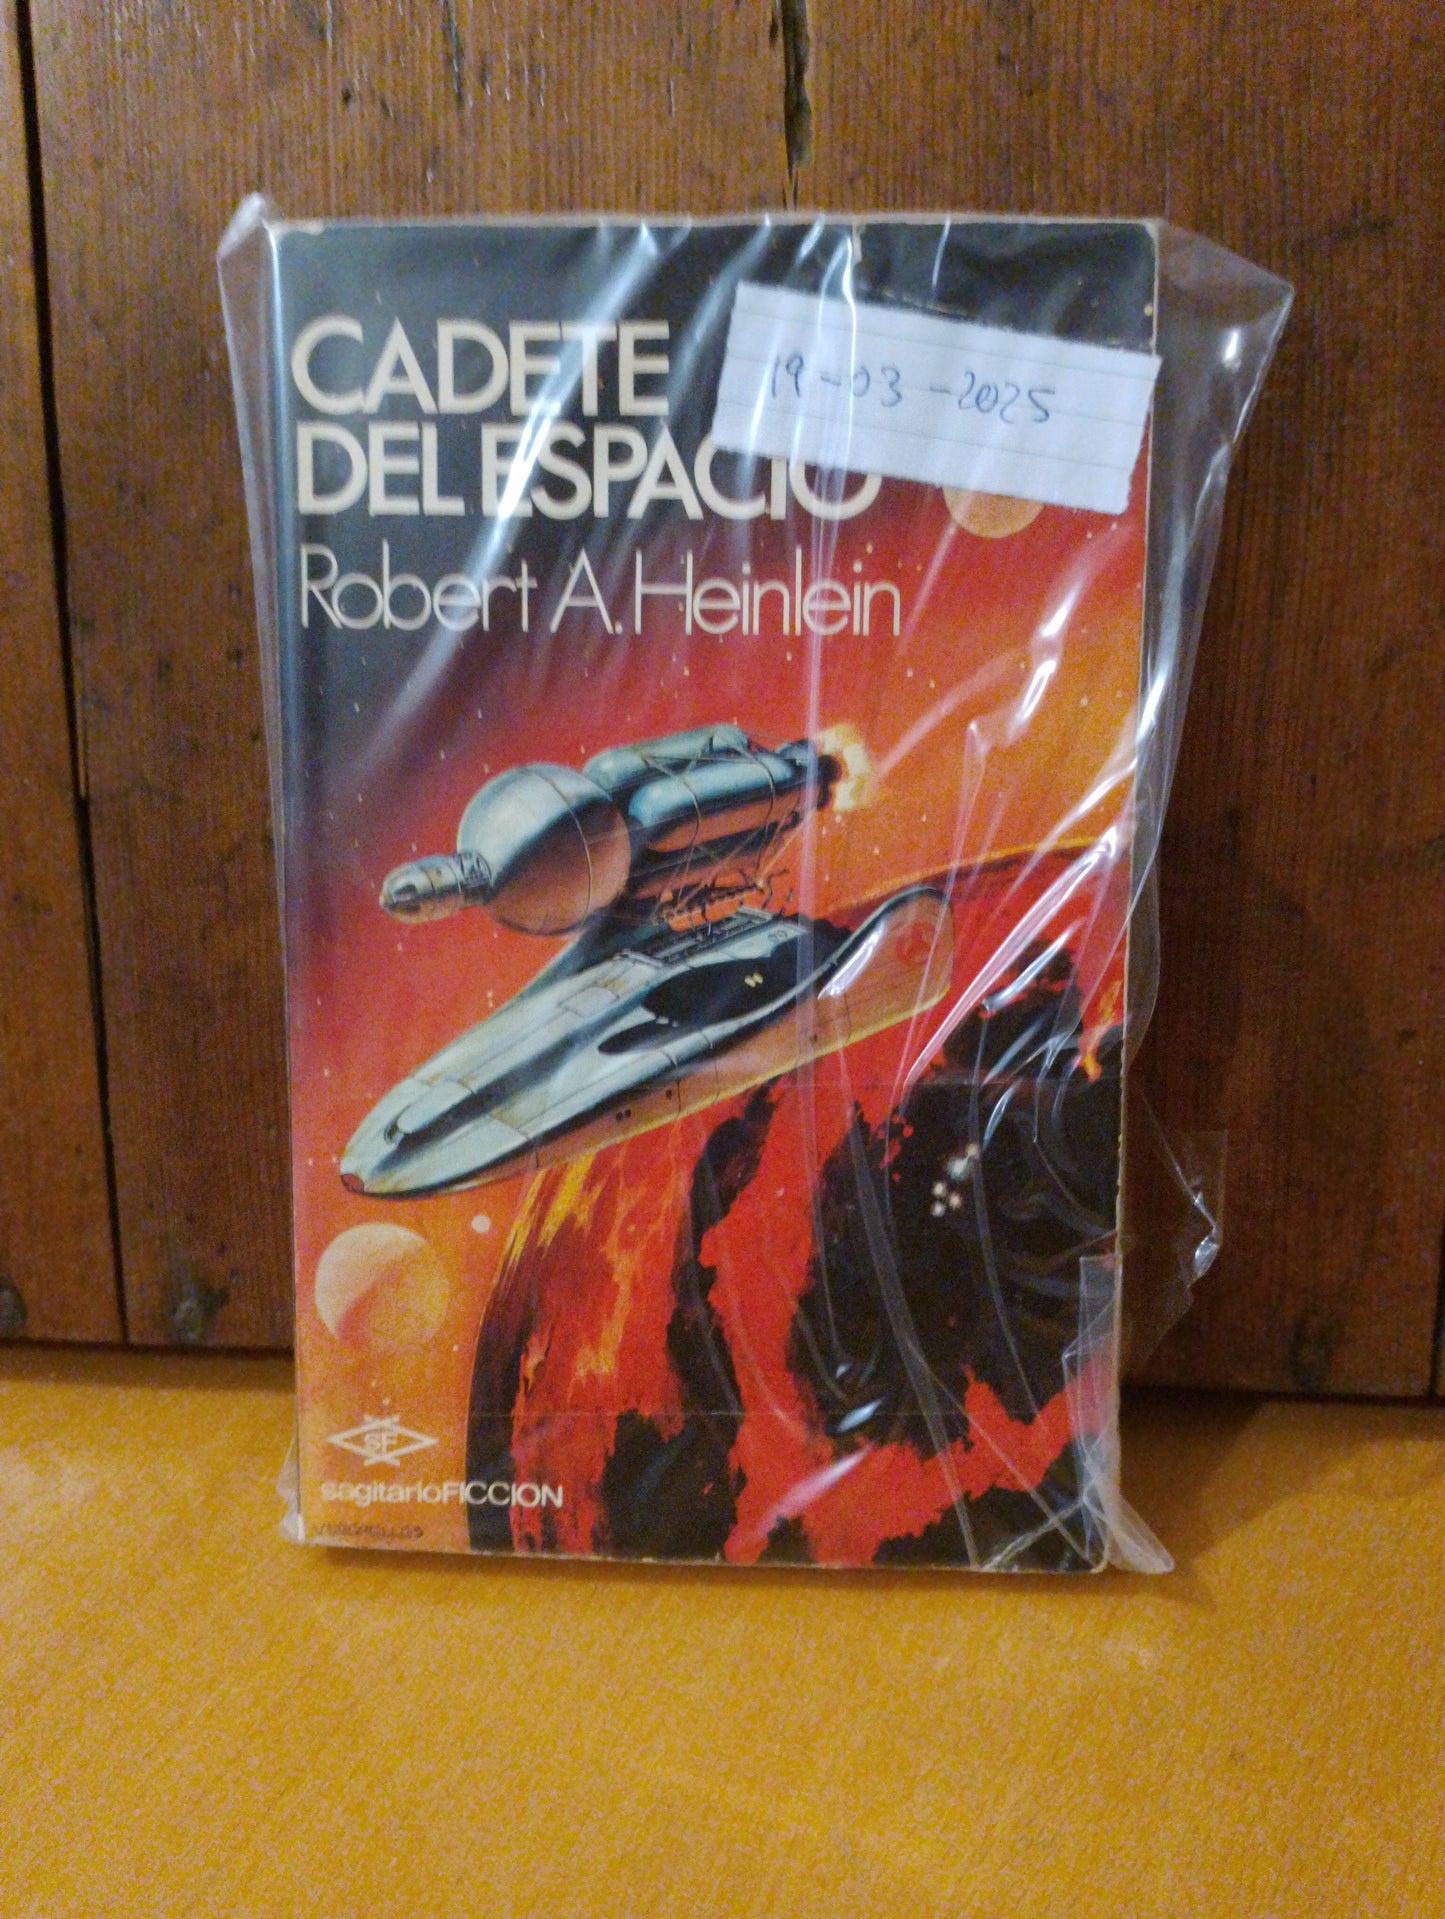 CADETE
19-03-2025
DEL ESPACIO
Robert A. Heinlein
SF
sagitarioFICCION